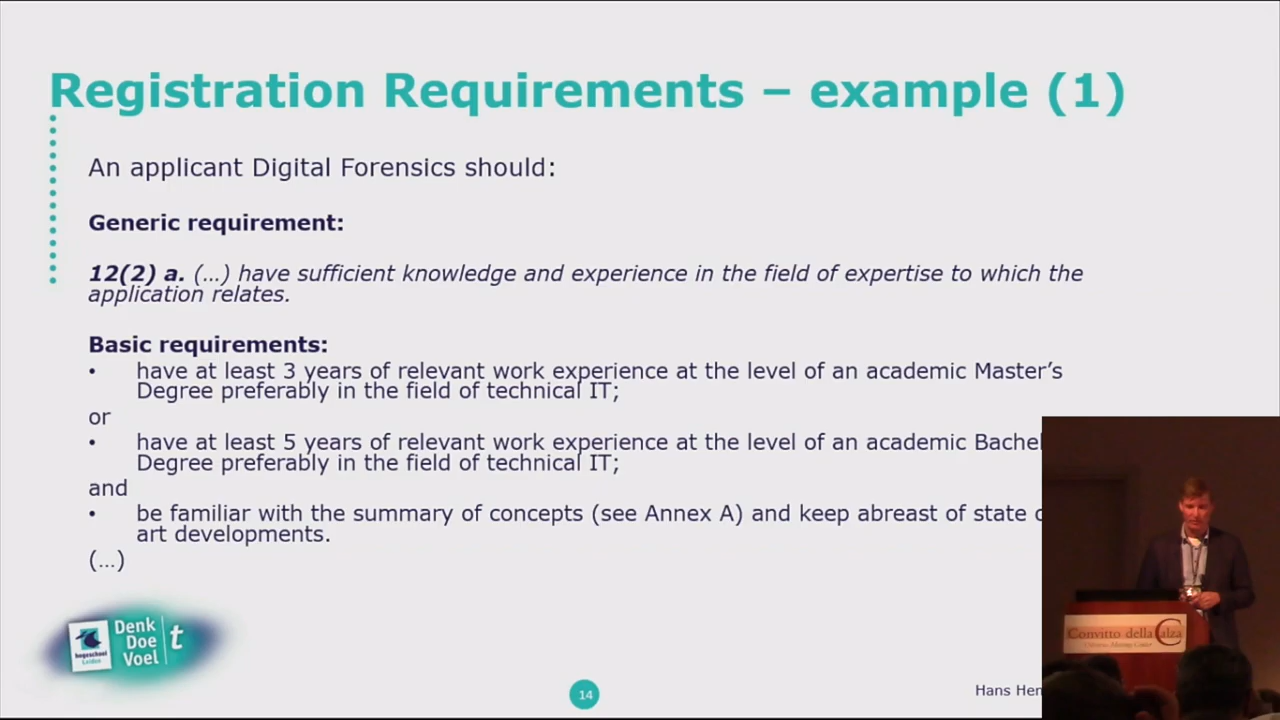 Registration Requirements – example (1)
An applicant Digital Forensics should:
Generic requirement:
12(2) a. (…) have sufficient knowledge and experience in the field of expertise to which the
application relates.
Basic requirements:
• have at least 3 years of relevant work experience at the level of an academic Master’s
Degree preferably in the field of technical IT;
or
• have at least 5 years of relevant work experience at the level of an academic Bachel
Degree preferably in the field of technical IT;
and
• be familiar with the summary of concepts (see Annex A) and keep abreast of state
art developments.
(…)
Denk
Doe
Voel
t
hogeschool
Leiden
14
Hans Hen
Convitto della Calza